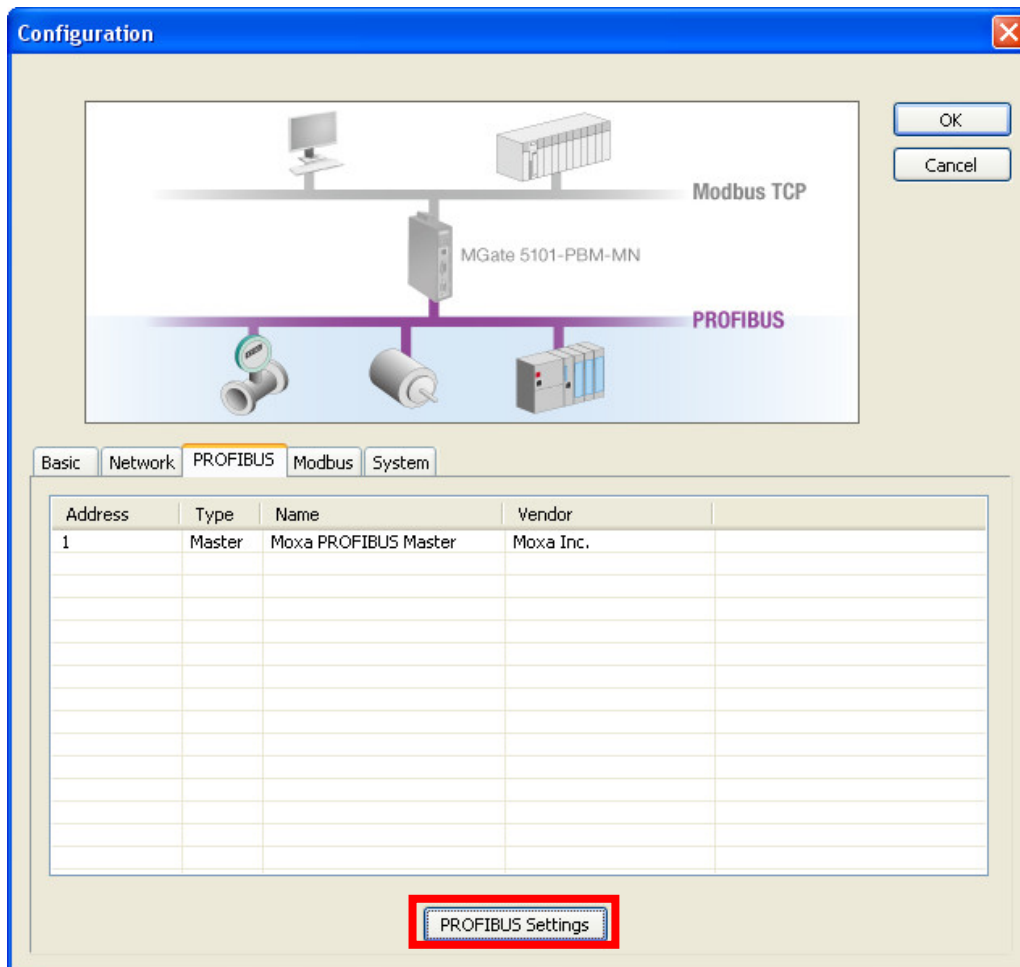 Configuration
OK
Cancel
Modbus TCP
MGate 5101-PBM-MN
PROFIBUS
Basic Network PROFIBUS Modbus System
Address Type Name Vendor
1 Master Moxa PROFIBUS Master Moxa Inc.
PROFIBUS Settings